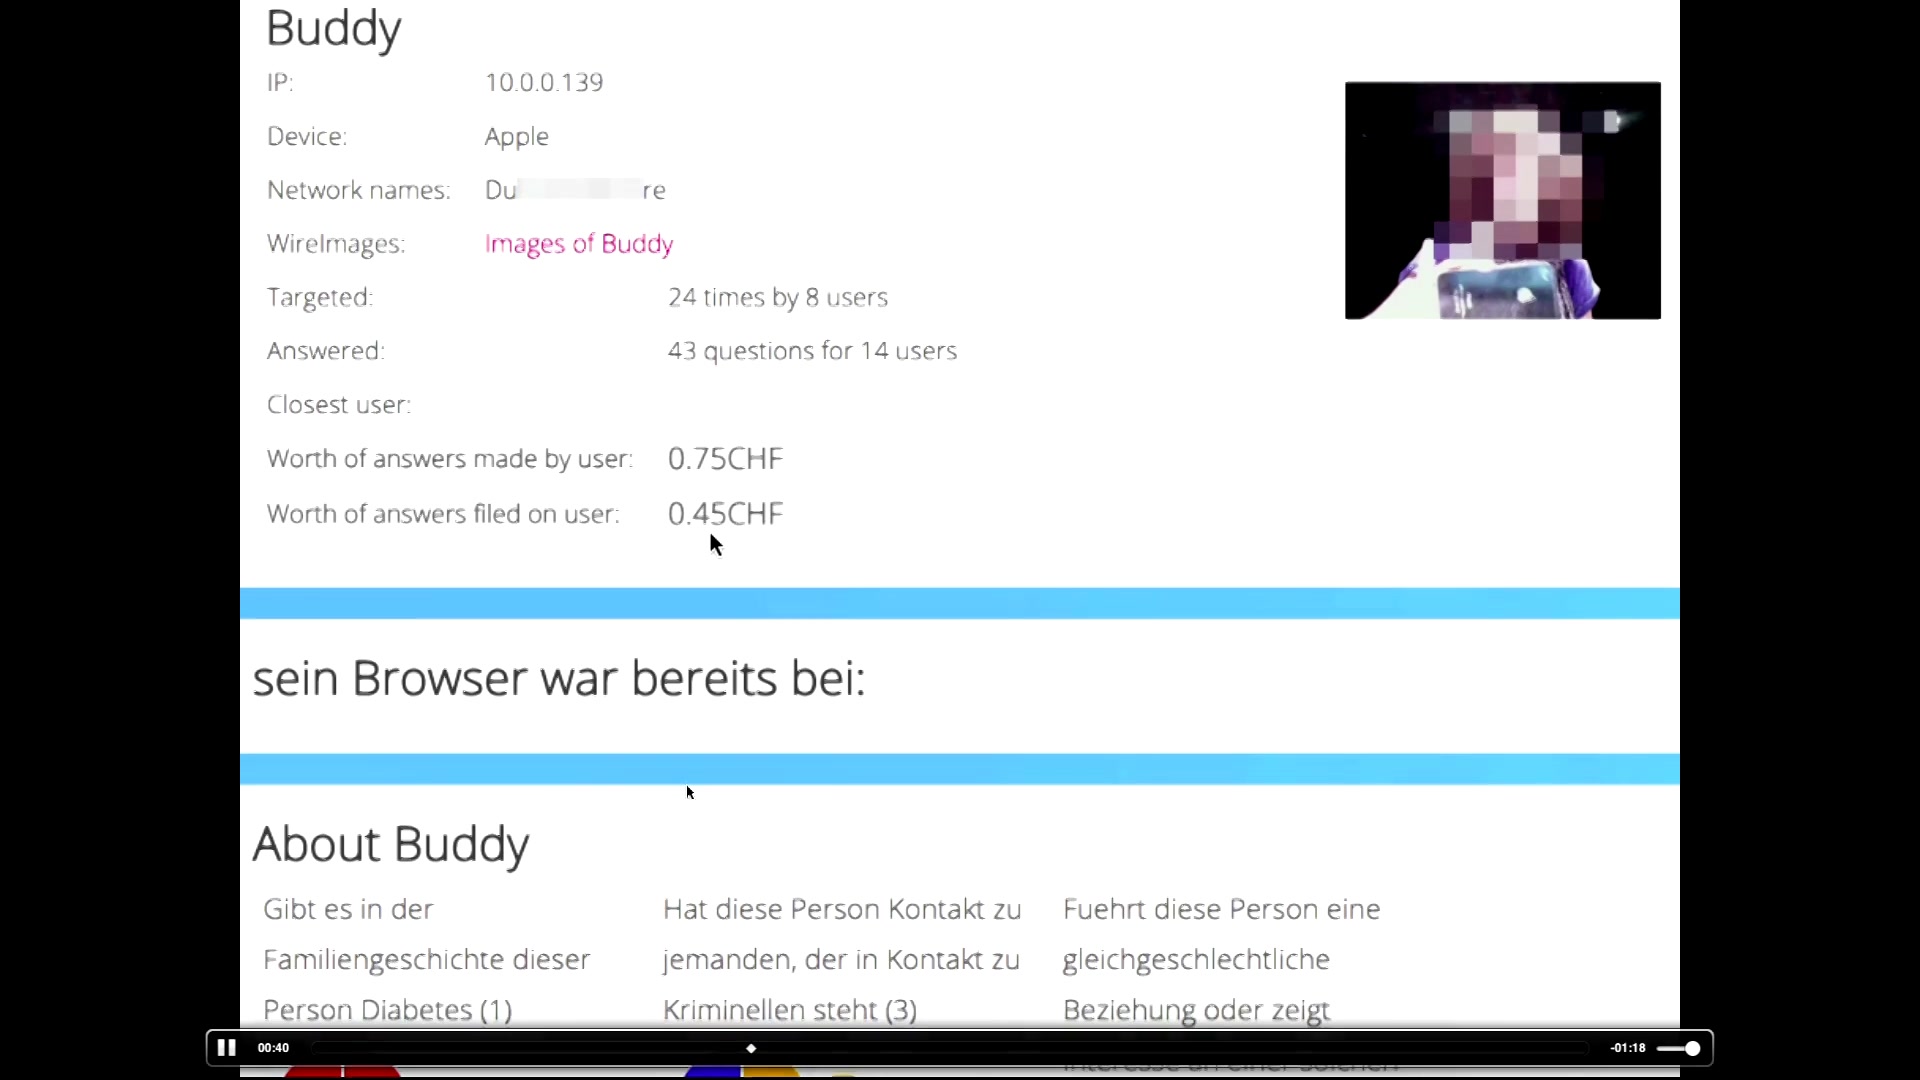 Buddy
IP: 10.0.0.139
Device: Apple
Network names: Du re
WireImages: Images of Buddy
Targeted: 24 times by 8 users
Answered: 43 questions for 14 users
Closest user:
Worth of answers made by user: 0.75CHF
Worth of answers filed on user: 0.45CHF
sein Browser war bereits bei:
About Buddy
Gibt es in der
Familiengeschichte dieser
Person Diabetes (1)
Hat diese Person Kontakt zu
jemanden, der in Kontakt zu
Kriminellen steht (3)
Fuehrt diese Person eine
gleichgeschlechtliche
Beziehung oder zeigt
00:40
-01:18